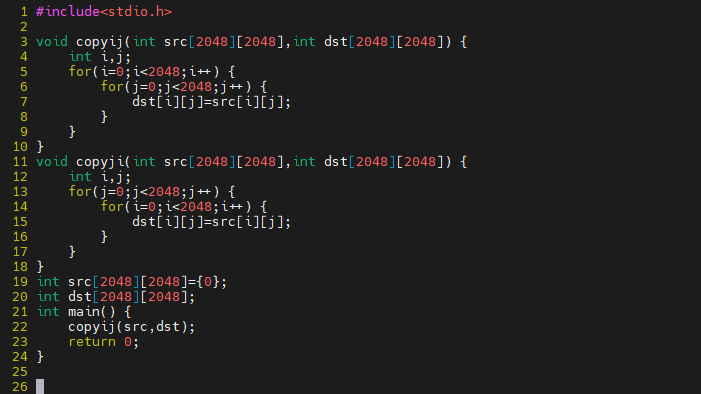 1 #include<stdio.h>
2
3 void copyij(int src[2048][2048],int dst[2048][2048]) {
4     int i,j;
5     for(i=0;i<2048;i++) {
6         for(j=0;j<2048;j++) {
7             dst[i][j]=src[i][j];
8         }
9     }
10 }
11 void copyji(int src[2048][2048],int dst[2048][2048]) {
12     int i,j;
13     for(j=0;j<2048;j++) {
14         for(i=0;i<2048;i++) {
15             dst[i][j]=src[i][j];
16         }
17     }
18 }
19 int src[2048][2048]={0};
20 int dst[2048][2048];
21 int main() {
22     copyij(src,dst);
23     return 0;
24 }
25
26